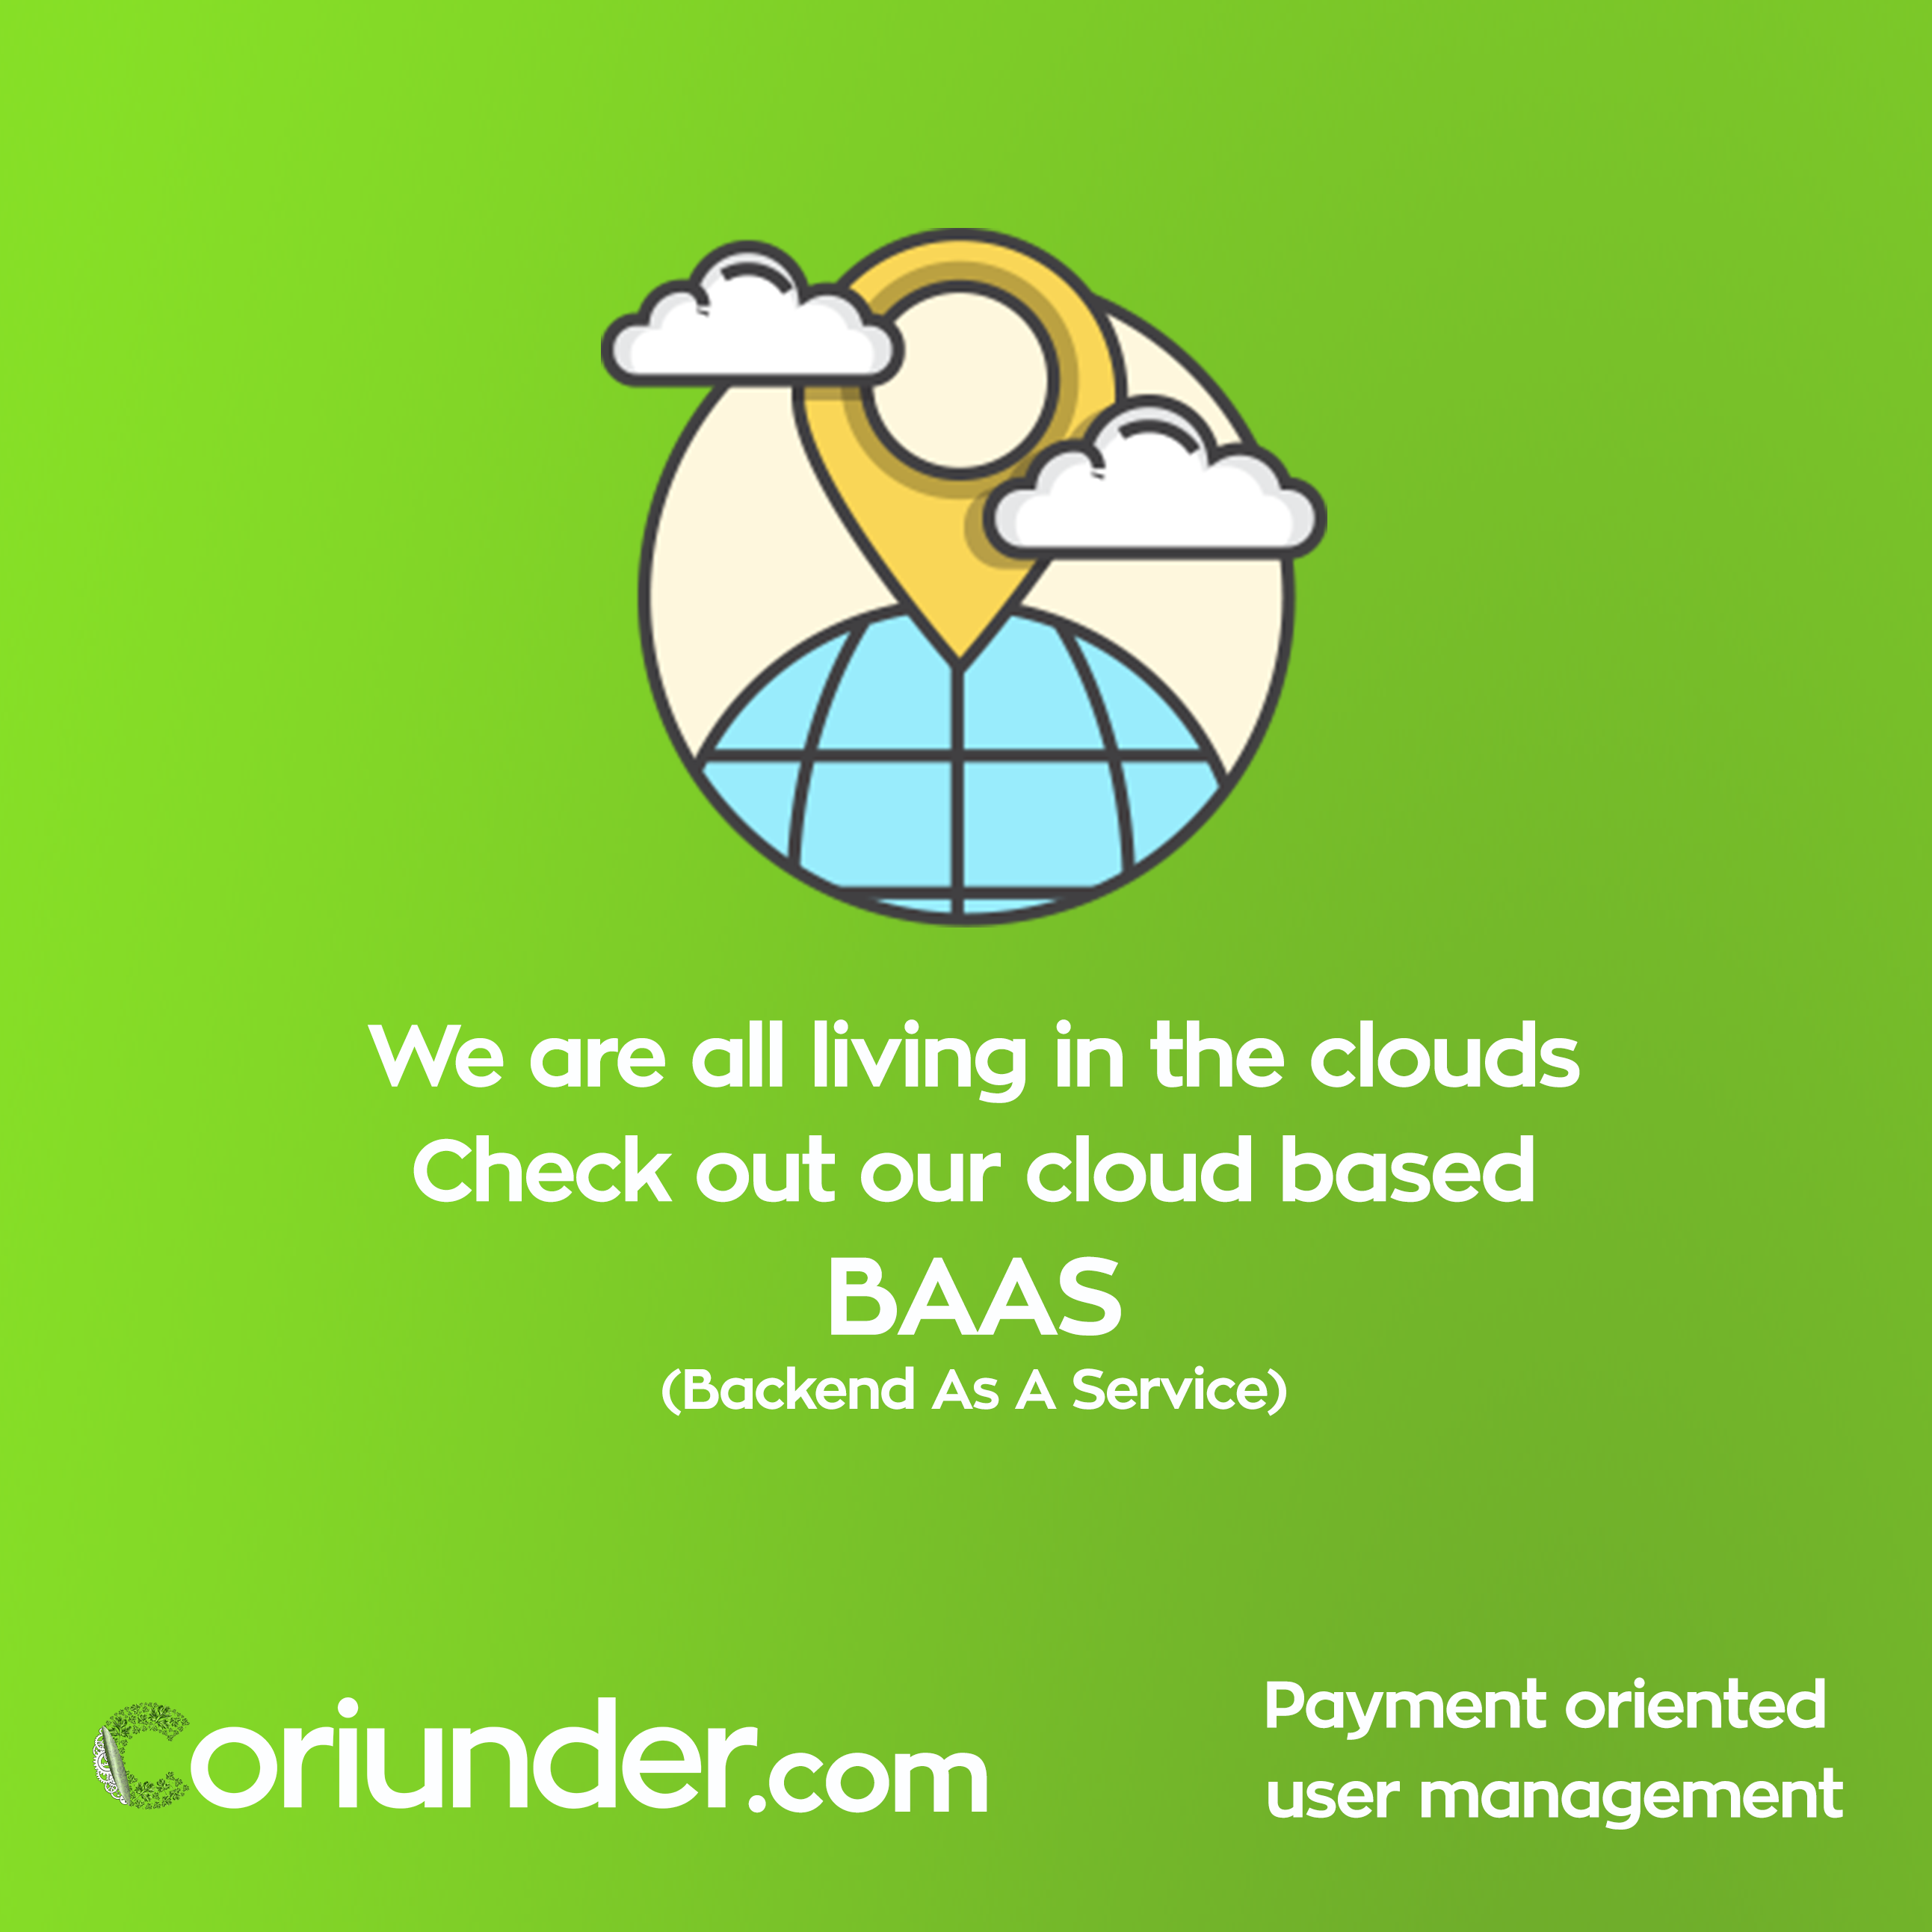 We are all living in the clouds
Check out our cloud based
BAAS
(Backend As A Service)
Coriunder.com
Payment oriented
user management